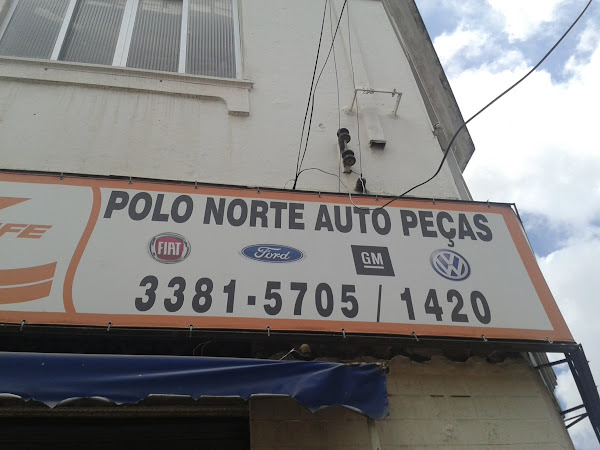 POLO NORTE AUTO PEÇAS
FIAT Ford GM
3381-5705 / 1420